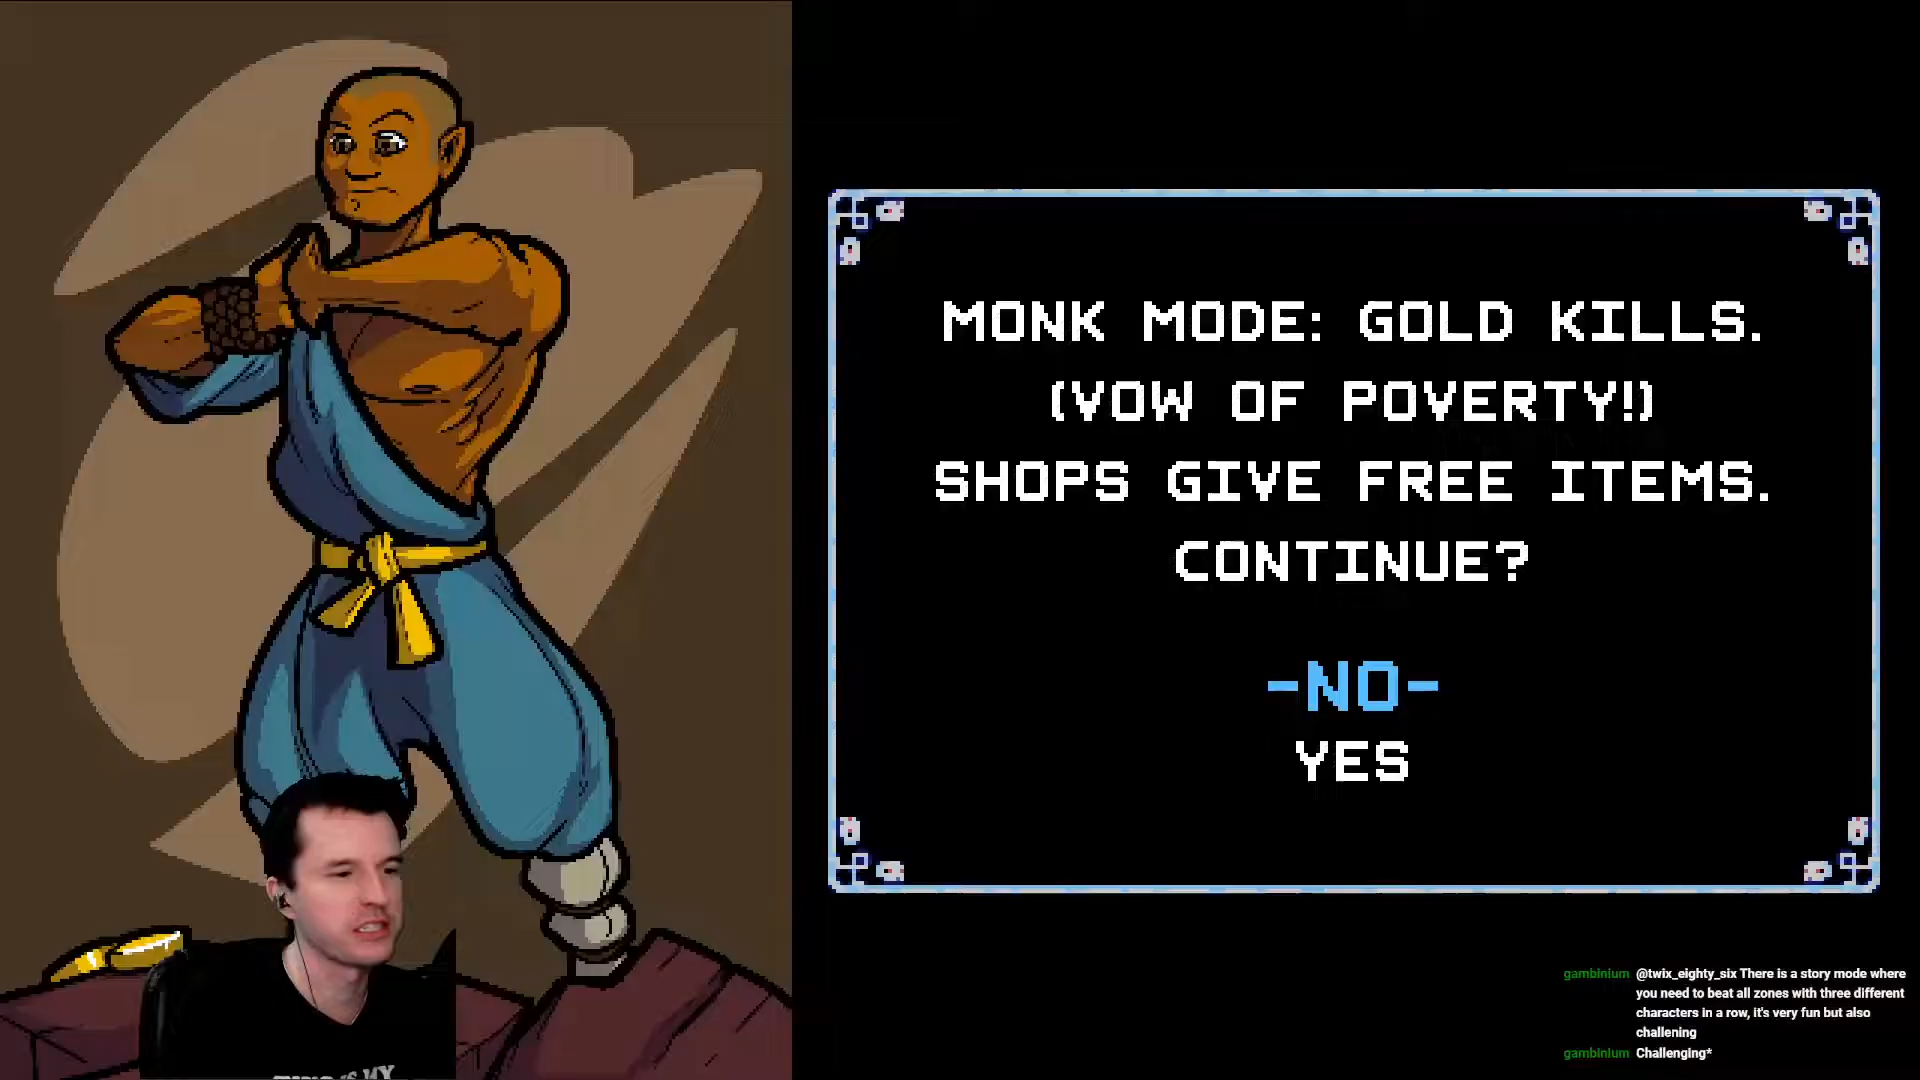 MONK MODE: GOLD KILLS.
(VOW OF POVERTY!)
SHOPS GIVE FREE ITEMS.
CONTINUE?
-NO-
YES
gambinium @twix_eighty_six There is a story mode where
you need to beat all zones with three different
characters in a row, it's very fun but also
challening
gambinium Challenging*
IS MY